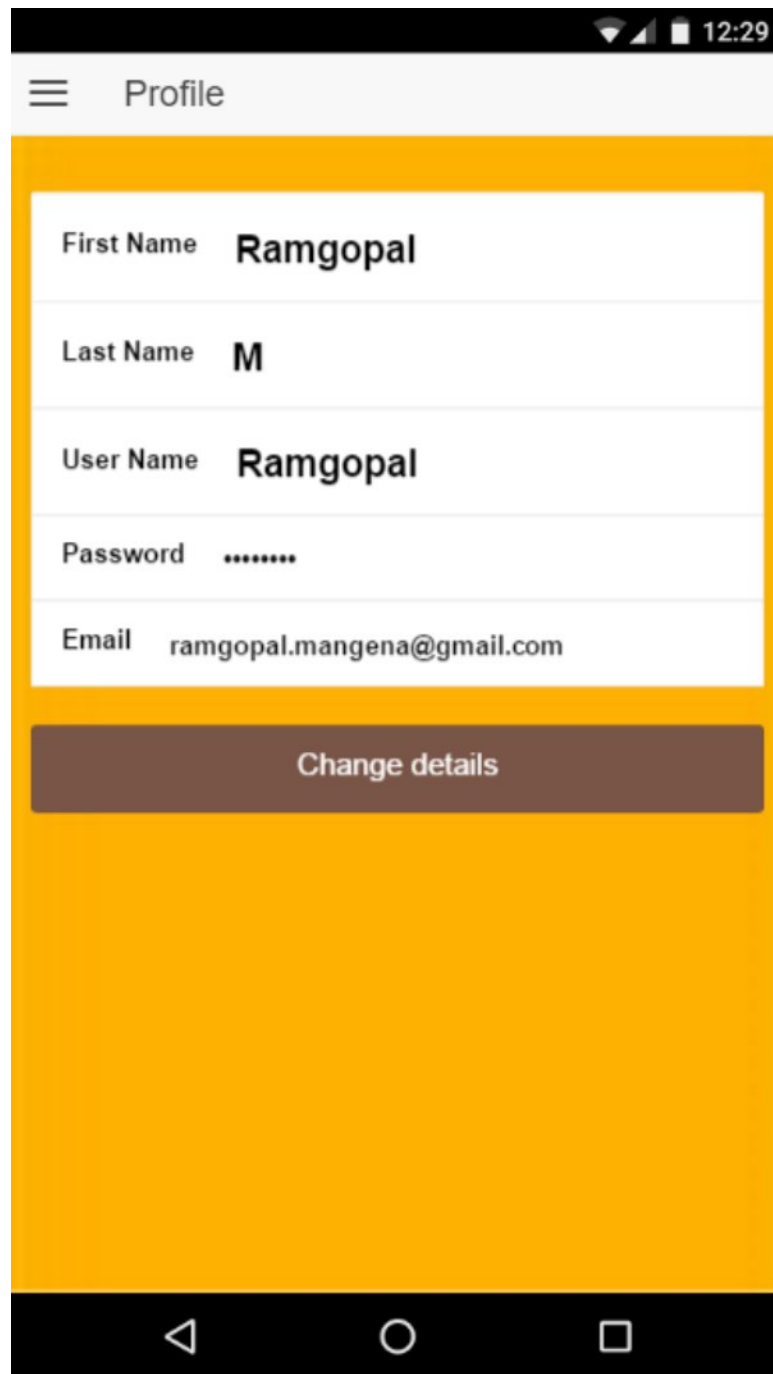 12:29
Profile
First Name Ramgopal
Last Name M
User Name Ramgopal
Password ••••••••
Email ramgopal.mangena@gmail.com
Change details